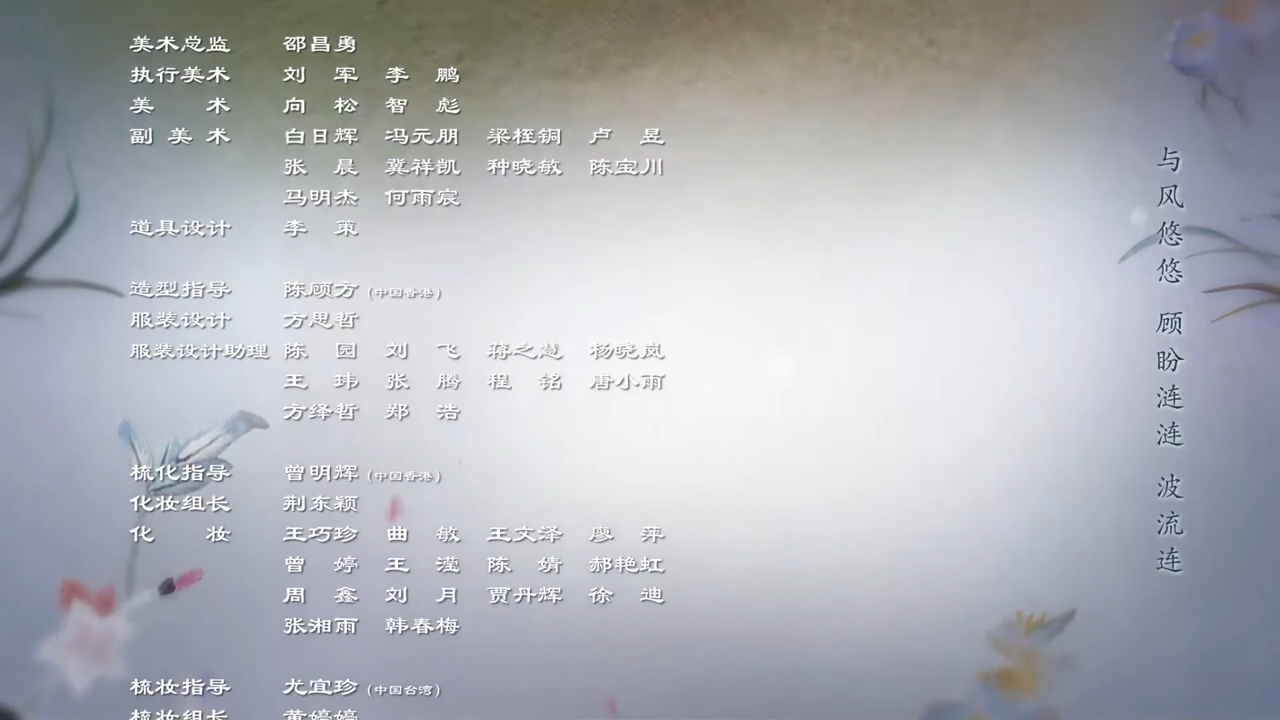 美术总监 邵昌勇
执行美术 刘军 李鹏
美术 向松 智彪
副美术 白日辉 冯元朋 梁桎铜 卢昱
张晨 冀祥凯 种晓敏 陈宝川
马明杰 何雨宸
道具设计 李策
造型指导 陈顾方(中国香港)
服装设计 方思哲
服装设计助理 陈园 刘飞 蒋之慧 杨晓岚
王玮 张腾 程铭 唐小雨
方绎哲 郑浩
梳化指导 曾明辉(中国香港)
化妆组长 荆东颖
化妆 王巧珍 曲敏 王文泽 廖萍
曾婷 王滢 陈婧 郝艳虹
周鑫 刘月 贾丹辉 徐迪
张湘雨 韩春梅
梳妆指导 尤宜珍(中国台湾)
梳妆组长 黄婷婷
与风悠悠 顾盼涟涟 波流连